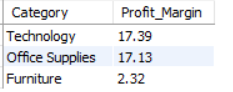 Category Profit_Margin
Technology 17.39
Office Supplies 17.13
Furniture 2.32